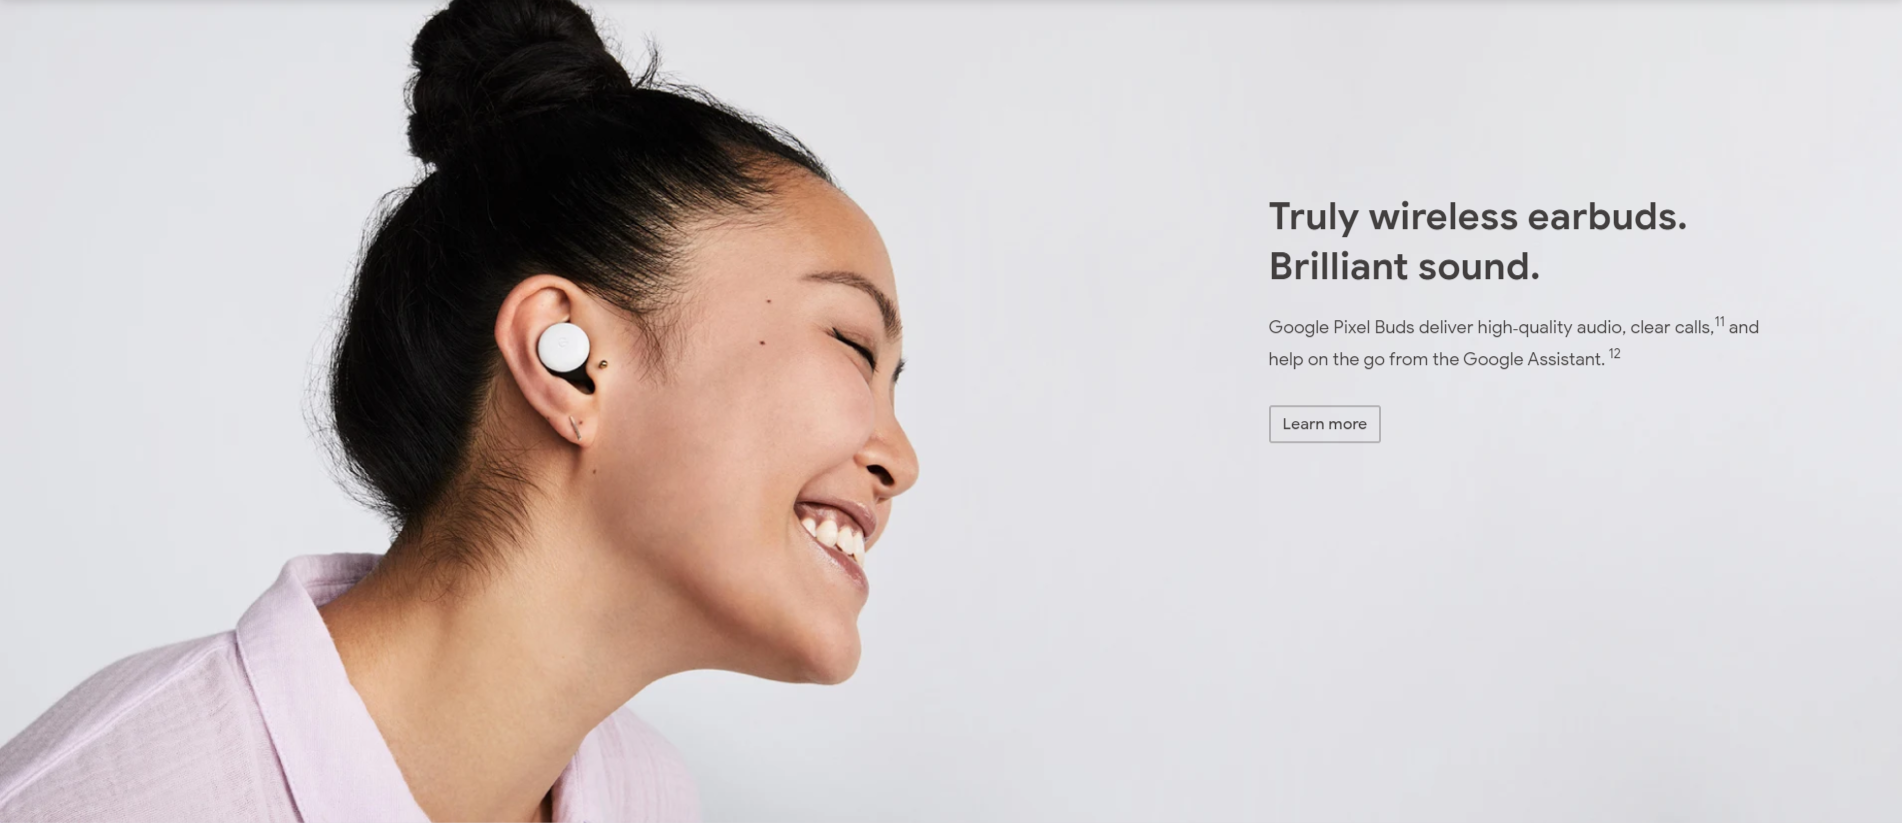 Truly wireless earbuds.
Brilliant sound.
Google Pixel Buds deliver high-quality audio, clear calls,¹¹ and
help on the go from the Google Assistant. ¹²
Learn more